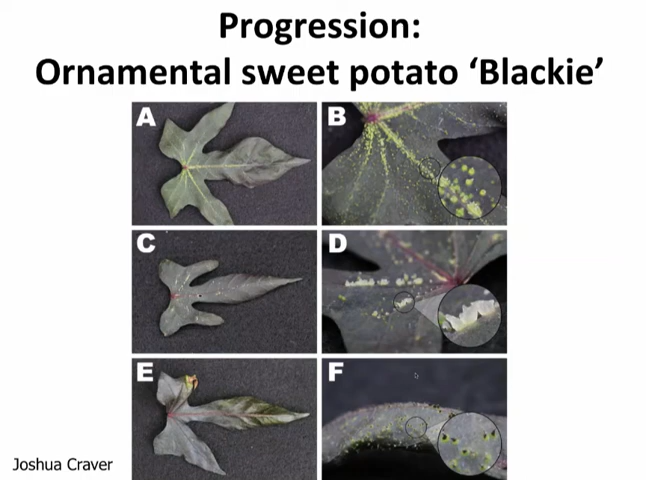 Progression:
Ornamental sweet potato ‘Blackie’
A
B
C
D
E
F
Joshua Craver